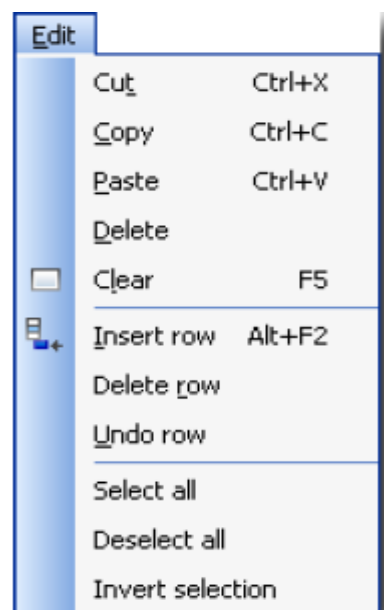 Edit
Cut Ctrl+X
Copy Ctrl+C
Paste Ctrl+V
Delete
Clear F5
Insert row Alt+F2
Delete row
Undo row
Select all
Deselect all
Invert selection